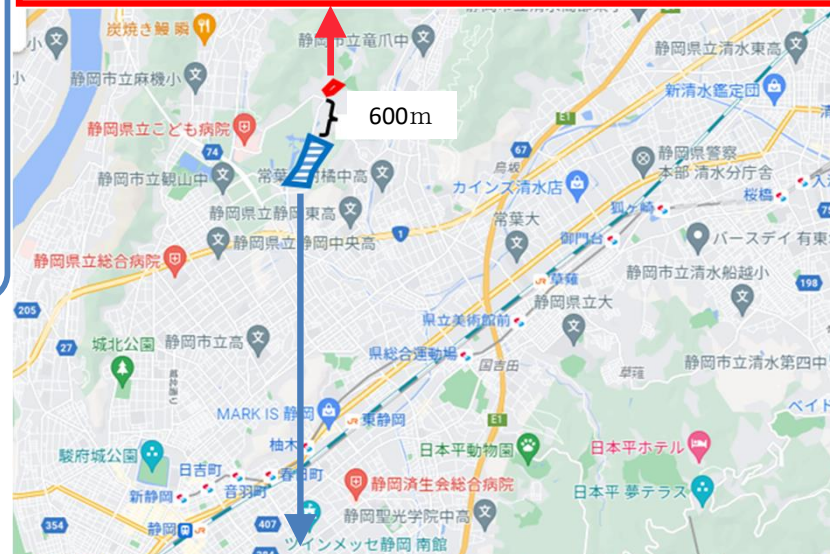 炭焼き鰻 瞬
小
静岡市立竜爪中
静岡県立清水東高
小
静岡市立麻機小
新清水鑑定団
600m
E1
静岡県立こども病院
74
67
鳥坂
静岡県警察
本部 清水分庁舎
静岡市立観山中
常葉
橘中高
カインズ清水店
桜橋
狐ヶ崎
静岡県立静岡東高
常葉大
1
御門台
バースデイ 有東
静岡県立静岡中央高
静岡県立総合病院
JR 草薙
静岡市立清水船越小
198
205
静岡県立大
県立美術館前
27
城北公園
静岡市立高
県総合運動場
国吉田
草薙
静岡市立清水第四中
MARK IS 静岡
JR 東静岡
E1
ベイド
柚木
日本平動物園
日本平ホテル
駿府城公園
日吉町
春日町
静岡済生会総合病院
新静岡
音羽町
日本平 夢テラス
354
静岡
JR
407
静岡聖光学院中高
ツインメッセ静岡 南館